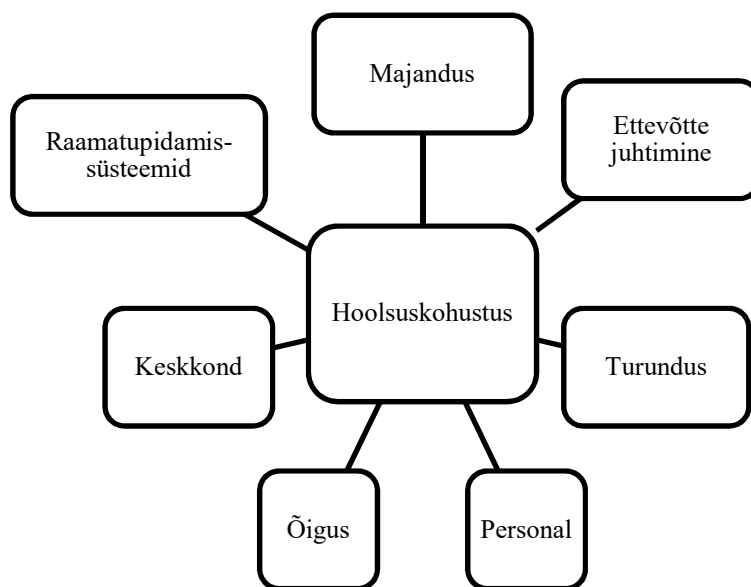 Majandus
Ettevõtte
juhtimine
Raamatupidamis-
süsteemid
Hoolsuskohustus
Keskkond
Turundus
Õigus
Personal